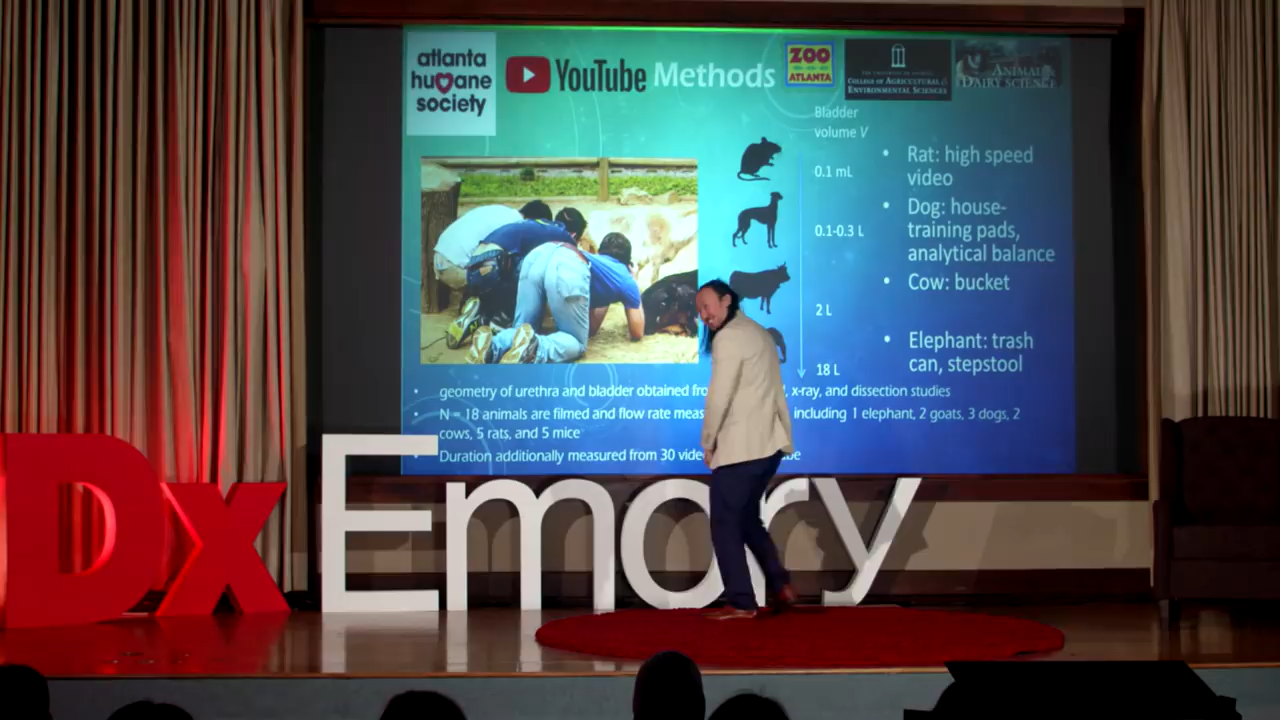 atlanta
humane
society
YouTube Methods
ZOO
ATLANTA
COLLEGE OF AGRICULTURAL &
ENVIRONMENTAL SCIENCES
ANIMAL
DAIRY SCIENCE
Bladder
volume V
0.1 mL
0.1-0.3 L
2 L
18 L
• Rat: high speed
video
• Dog: house-
training pads,
analytical balance
• Cow: bucket
• Elephant: trash
can, stepstool
• geometry of urethra and bladder obtained x-ray, and dissection studies
• N = 18 animals are filmed and flow rate including 1 elephant, 2 goats, 3 dogs, 2
cows, 5 rats, and 5 mice
• Duration additionally measured from 30
Dx Emory